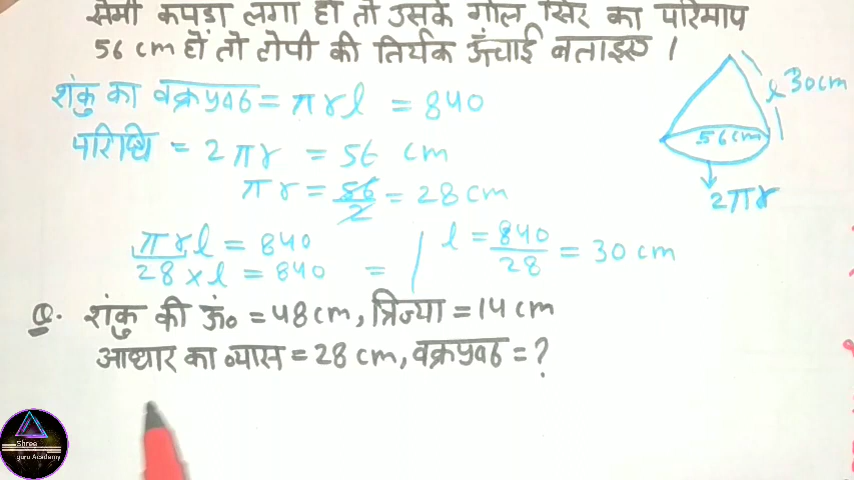 सेमी कपडा लगा हो तो उसके गोल सिर का परिमाप
56 cm हों तो टोपी की तिर्यक ऊँचाई बताइए ।
शंकु का वक्रपृष्ठ = πrl = 840
परिधि = 2πr = 56 cm
πr = 56/2 = 28 cm
πrl = 840
28 × l = 840 =
l = 840/28 = 30 cm
l 30cm
56cm
2πr
Q. शंकु की ऊं० = 48 cm, त्रिज्या = 14 cm
आधार का व्यास = 28 cm, वक्रपृष्ठ = ?
Shree
guru Academy